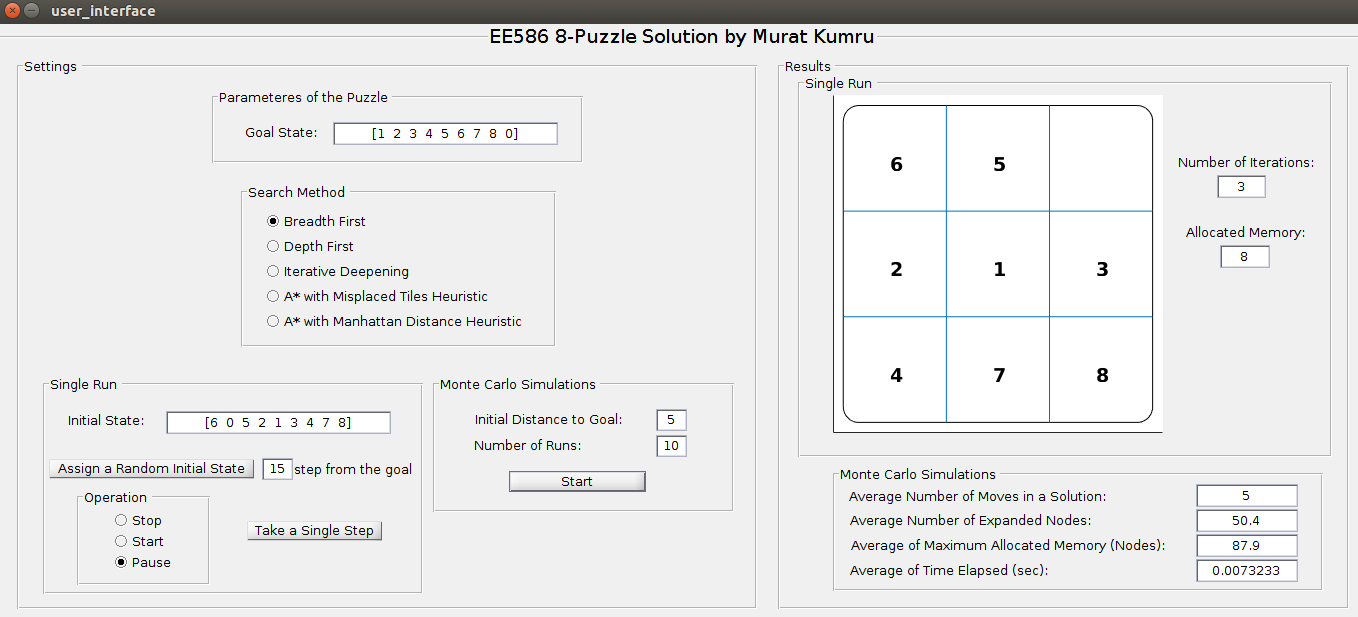 user_interface
EE586 8-Puzzle Solution by Murat Kumru
Settings
Parameteres of the Puzzle
Goal State: [1 2 3 4 5 6 7 8 0]
Search Method
Breadth First
Depth First
Iterative Deepening
A* with Misplaced Tiles Heuristic
A* with Manhattan Distance Heuristic
Single Run
Initial State: [6 0 5 2 1 3 4 7 8]
Assign a Random Initial State 15 step from the goal
Operation
Stop
Start
Pause
Take a Single Step
Monte Carlo Simulations
Initial Distance to Goal: 5
Number of Runs: 10
Start
Results
Single Run
6 5
2 1 3
4 7 8
Number of Iterations:
3
Allocated Memory:
8
Monte Carlo Simulations
Average Number of Moves in a Solution: 5
Average Number of Expanded Nodes: 50.4
Average of Maximum Allocated Memory (Nodes): 87.9
Average of Time Elapsed (sec): 0.0073233